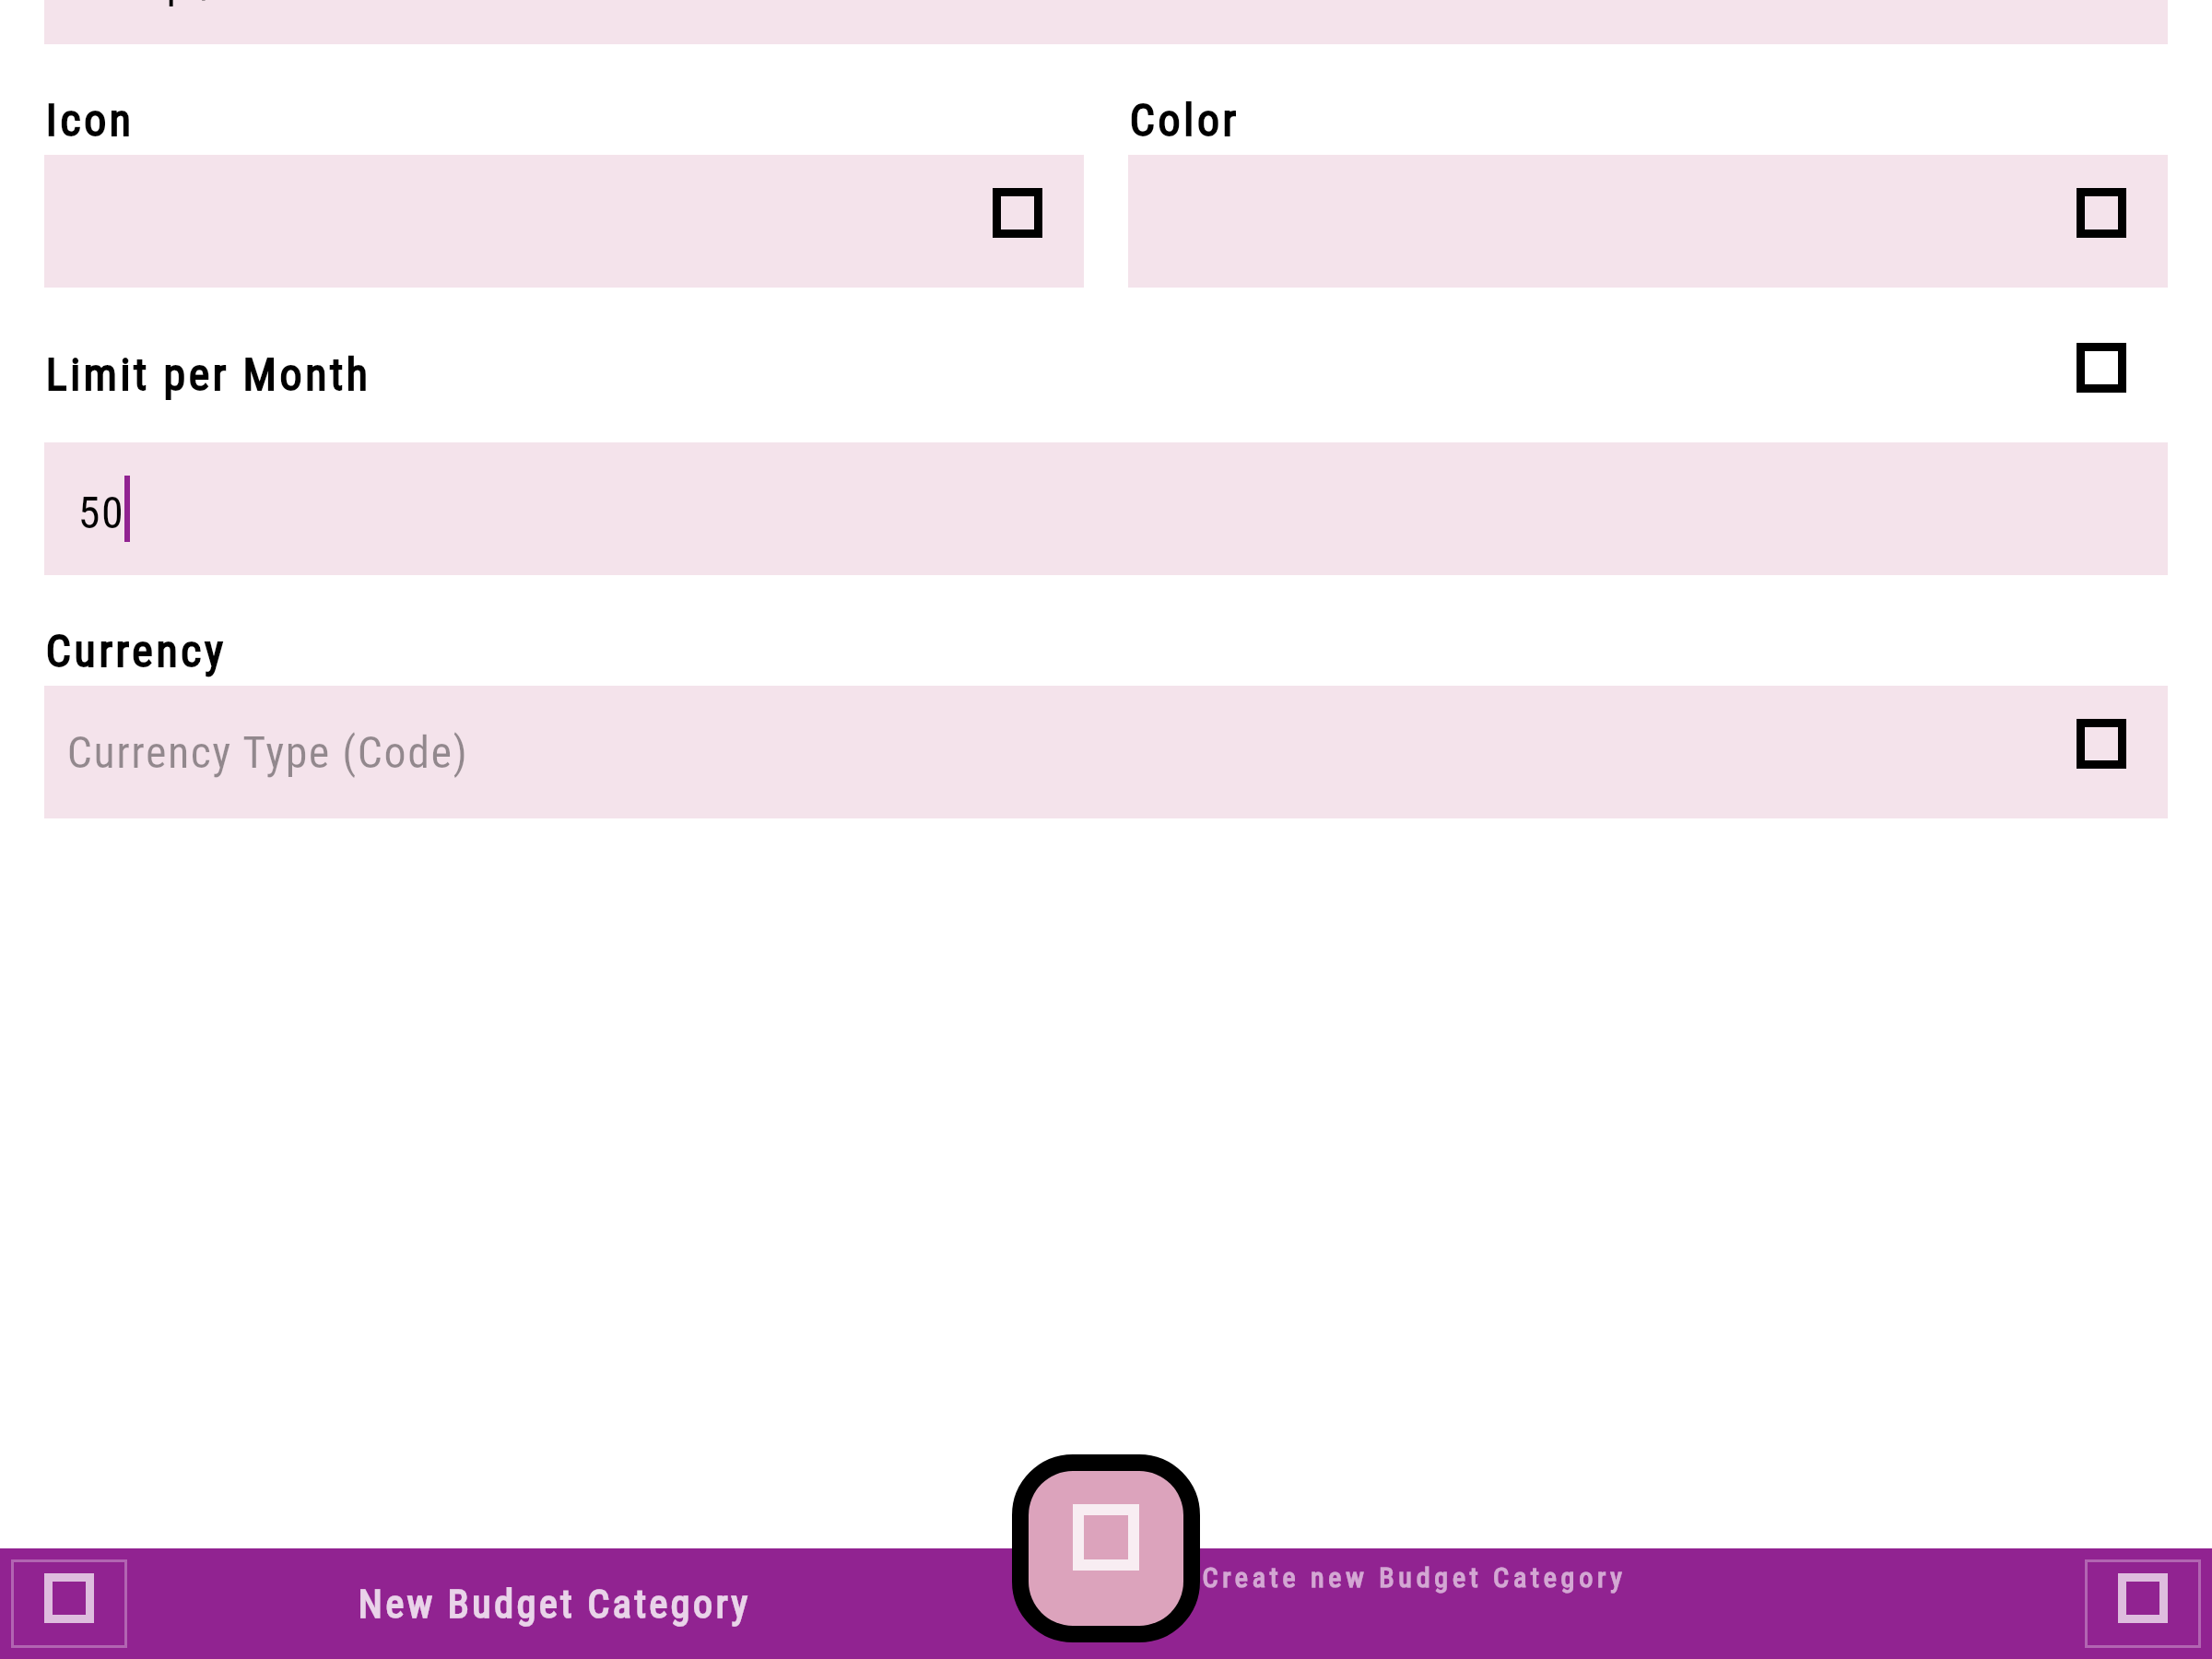 Icon
Color
Limit per Month
50
Currency
Currency Type (Code)
New Budget Category
Create new Budget Category